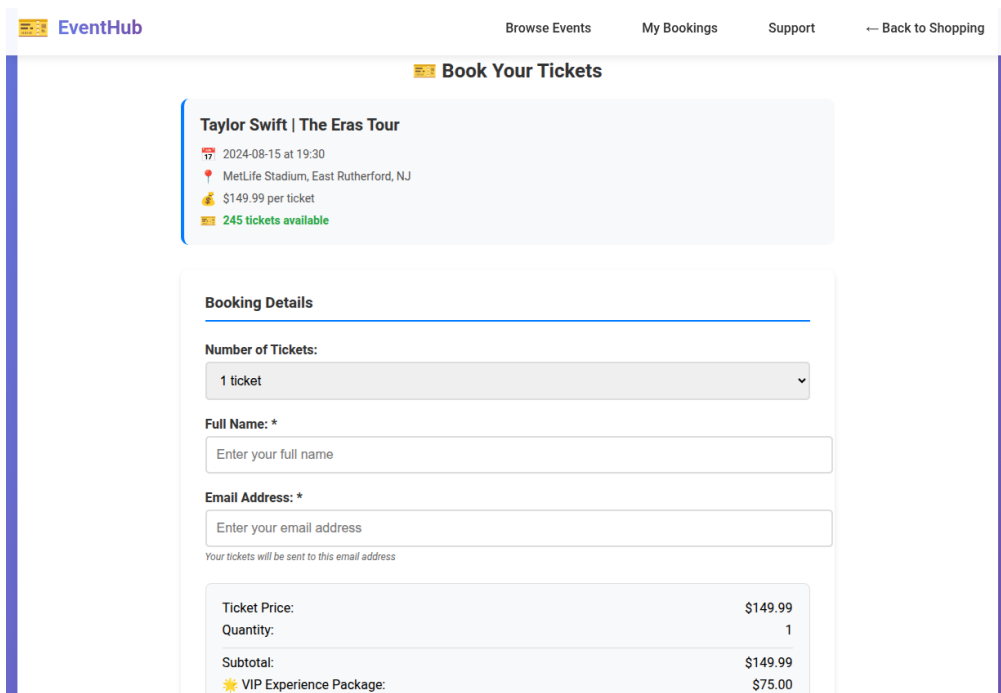 🎫 EventHub
Browse Events My Bookings Support ← Back to Shopping
🎫 Book Your Tickets
Taylor Swift | The Eras Tour
📅 2024-08-15 at 19:30
📍 MetLife Stadium, East Rutherford, NJ
💰 $149.99 per ticket
🎫 245 tickets available
Booking Details
Number of Tickets:
1 ticket
Full Name: *
Enter your full name
Email Address: *
Enter your email address
Your tickets will be sent to this email address
Ticket Price: $149.99
Quantity: 1
Subtotal: $149.99
🌟 VIP Experience Package: $75.00